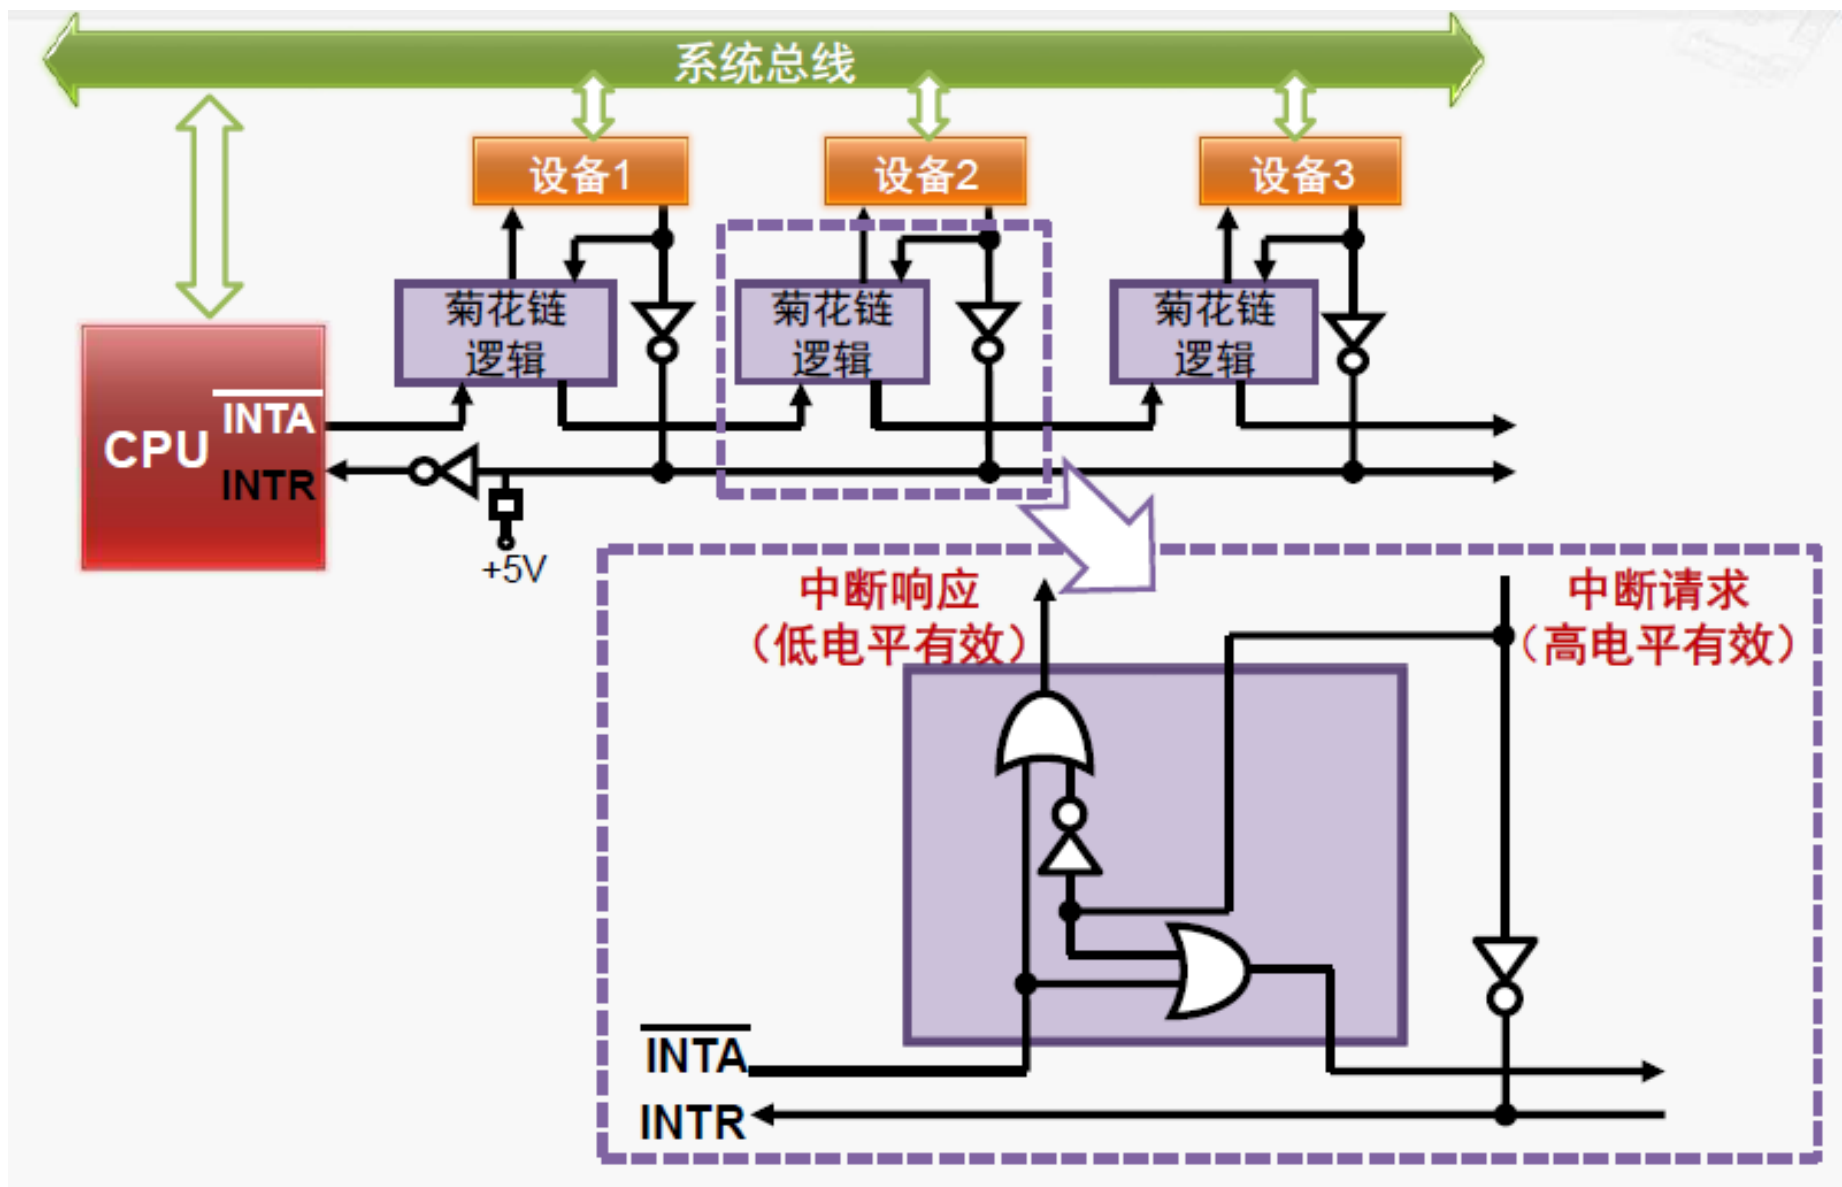 系统总线
设备1
设备2
设备3
菊花链
逻辑
菊花链
逻辑
菊花链
逻辑
CPU
INTA
INTR
+5V
中断响应
（低电平有效）
中断请求
（高电平有效）
INTA
INTR